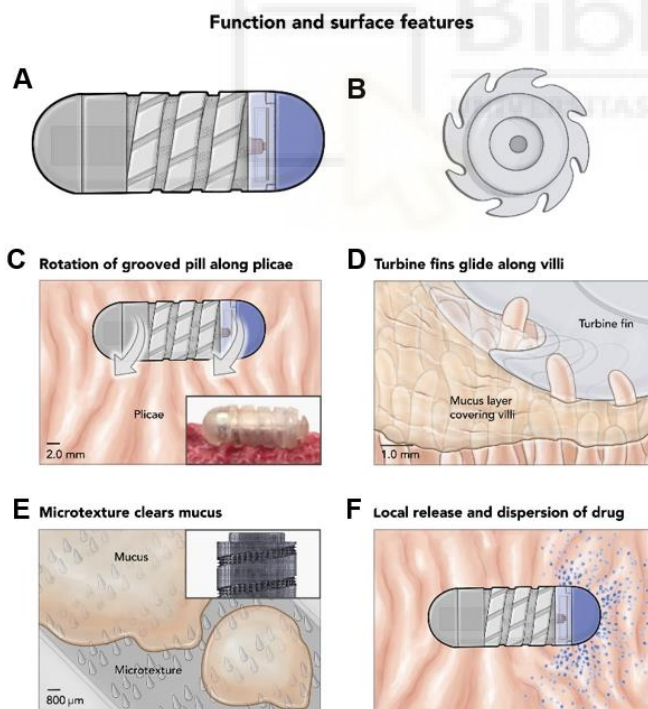 Function and surface features
A
B
C Rotation of grooved pill along plicae
Plicae
2.0 mm
D Turbine fins glide along villi
Turbine fin
Mucus layer
covering villi
1.0 mm
E Microtexture clears mucus
Mucus
Microtexture
800 µm
F Local release and dispersion of drug